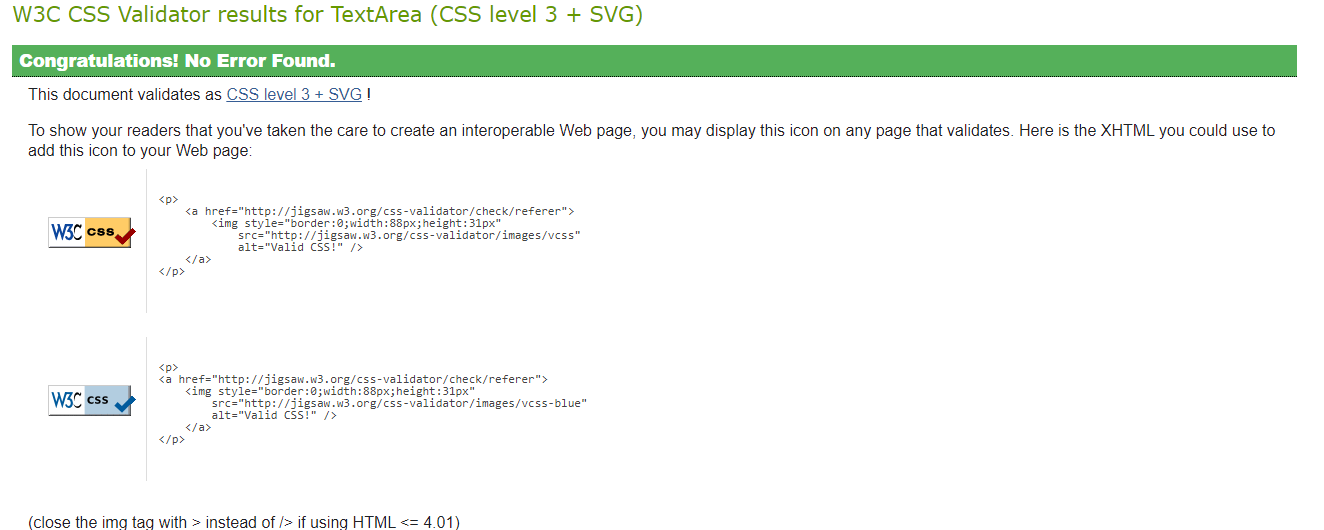 W3C CSS Validator results for TextArea (CSS level 3 + SVG)
Congratulations! No Error Found.
This document validates as CSS level 3 + SVG !
To show your readers that you've taken the care to create an interoperable Web page, you may display this icon on any page that validates. Here is the XHTML you could use to
add this icon to your Web page:
W3C css
<p>
    <a href="http://jigsaw.w3.org/css-validator/check/referer">
        <img style="border:0;width:88px;height:31px"
            src="http://jigsaw.w3.org/css-validator/images/vcss"
            alt="Valid CSS!" />
    </a>
</p>
W3C css
<p>
<a href="http://jigsaw.w3.org/css-validator/check/referer">
    <img style="border:0;width:88px;height:31px"
        src="http://jigsaw.w3.org/css-validator/images/vcss-blue"
        alt="Valid CSS!" />
    </a>
</p>
(close the img tag with > instead of /> if using HTML <= 4.01)